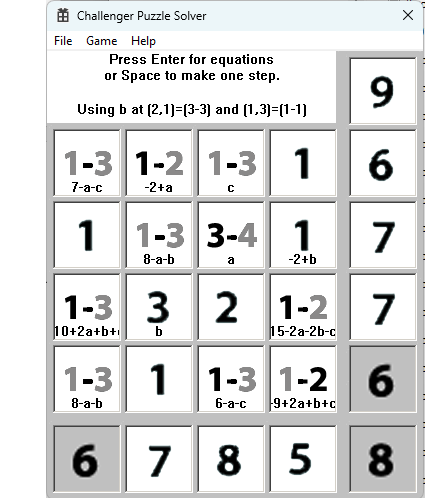 Challenger Puzzle Solver
File Game Help
Press Enter for equations
or Space to make one step.
Using b at (2,1)=(3-3) and (1,3)=(1-1)
9
1-3 1-2 1-3 1 6
7-a-c -2+a c
1 1-3 3-4 1 7
8-a-b a -2+b
1-3 3 2 1-2 7
10+2a+b+c b 15-2a-2b-c
1-3 1 1-3 1-2 6
8-a-b 6-a-c -9+2a+b+c
6 7 8 5 8